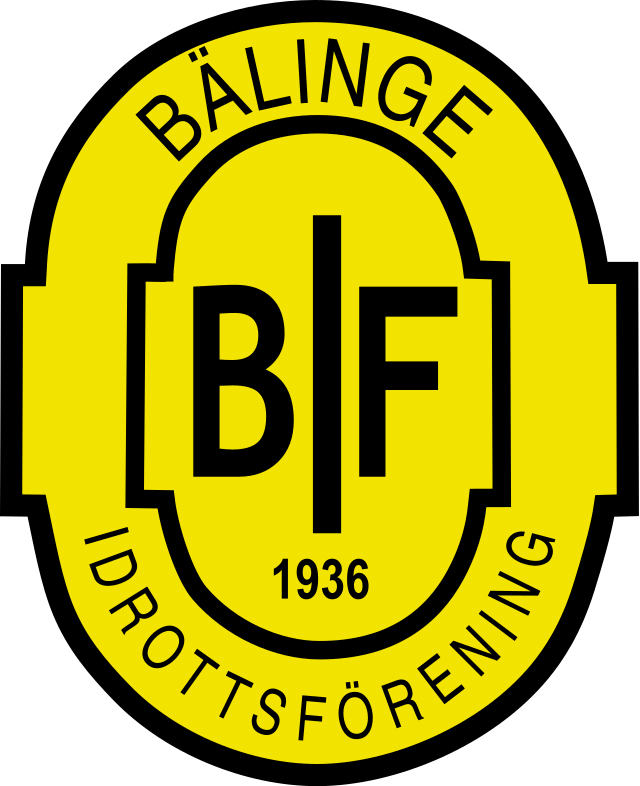 BÄLINGE
BIF
1936
IDROTTSFÖRENING